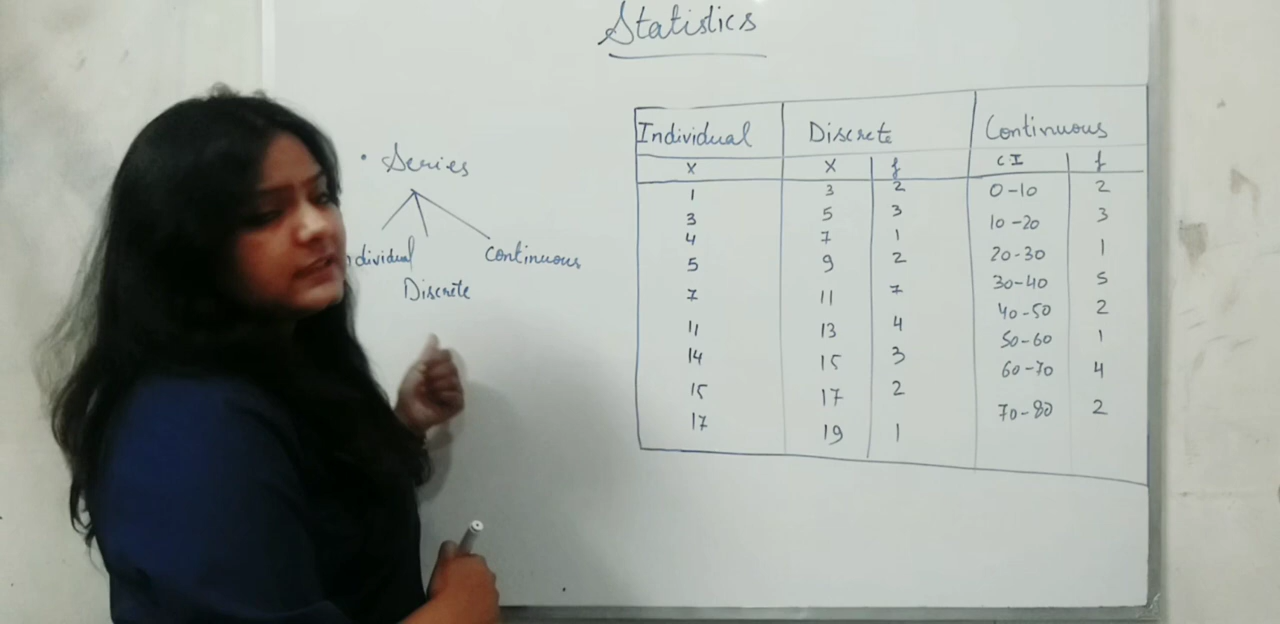 Statistics
• Series
ndividual
Discrete
Continuous
Individual Discrete Continuous
X X f CI f
1 3 2 0-10 2
3 5 3 10-20 3
4 7 1 20-30 1
5 9 2 30-40 5
7 11 7 40-50 2
11 13 4 50-60 1
14 15 3 60-70 4
15 17 2 70-80 2
17 19 1